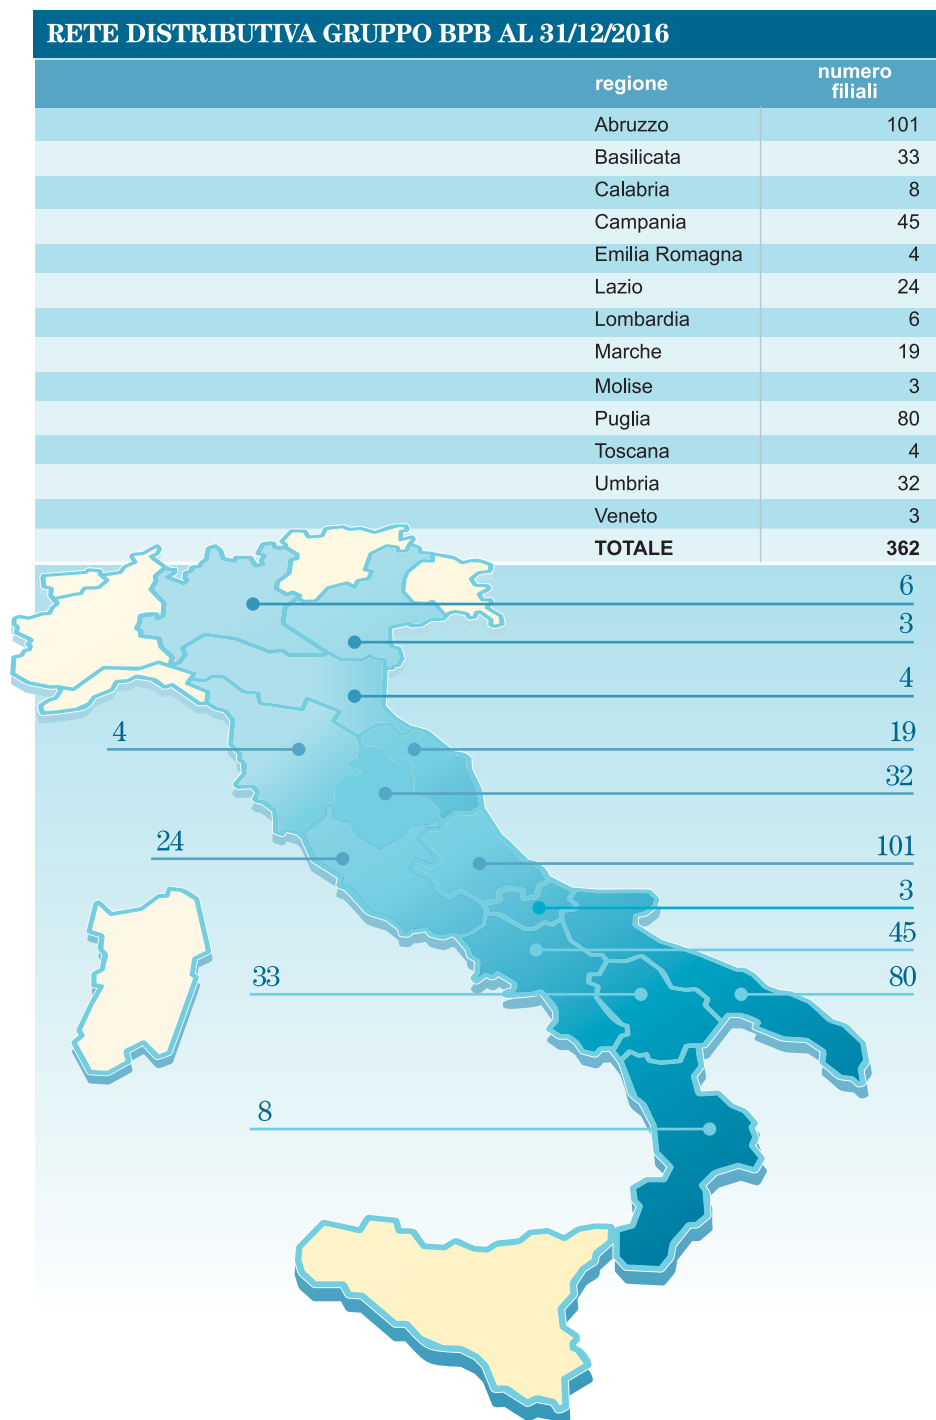 RETE DISTRIBUTIVA GRUPPO BPB AL 31/12/2016
regione numero filiali
Abruzzo 101
Basilicata 33
Calabria 8
Campania 45
Emilia Romagna 4
Lazio 24
Lombardia 6
Marche 19
Molise 3
Puglia 80
Toscana 4
Umbria 32
Veneto 3
TOTALE 362
6
3
4
4 19
32
24 101
3
45
33 80
8